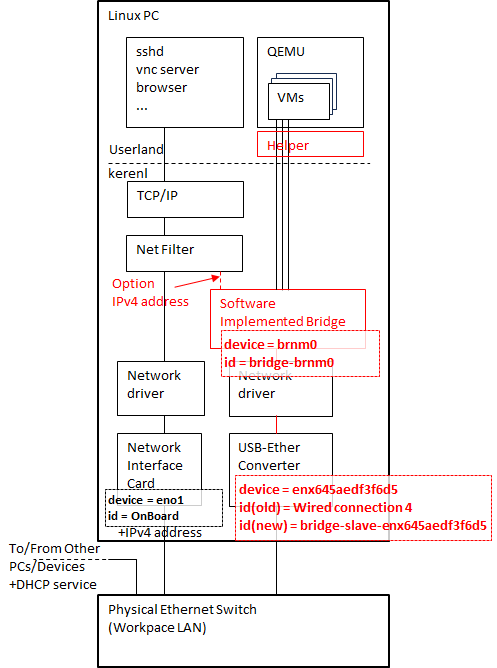 Linux PC
sshd
vnc server
browser
...
QEMU
VMs
Helper
Userland
kerenl
TCP/IP
Net Filter
Option
IPv4 address
Software
Implemented Bridge
device = brnm0
id = bridge-brnm0
Network
driver
Network
driver
Network
Interface
Card
device = eno1
id = OnBoard
+IPv4 address
USB-Ether
Converter
device = enx645aedf3f6d5
id(old) = Wired connection 4
id(new) = bridge-slave-enx645aedf3f6d5
To/From Other
PCs/Devices
+DHCP service
Physical Ethernet Switch
(Workpace LAN)